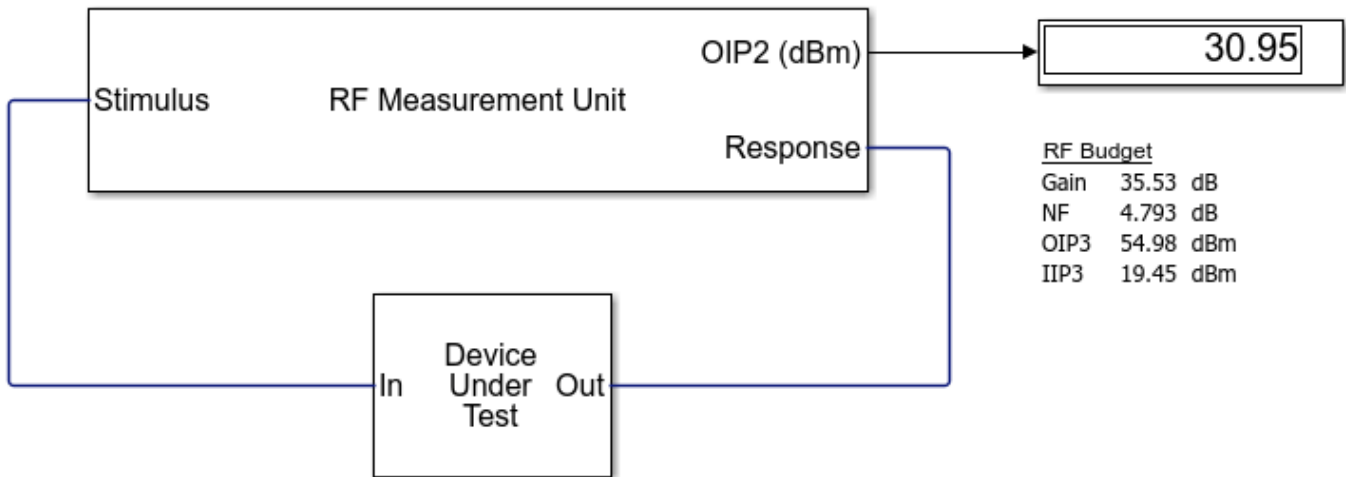 OIP2 (dBm)
30.95
Stimulus
RF Measurement Unit
Response
RF Budget
Gain 35.53 dB
NF 4.793 dB
OIP3 54.98 dBm
IIP3 19.45 dBm
In
Device
Under
Test
Out